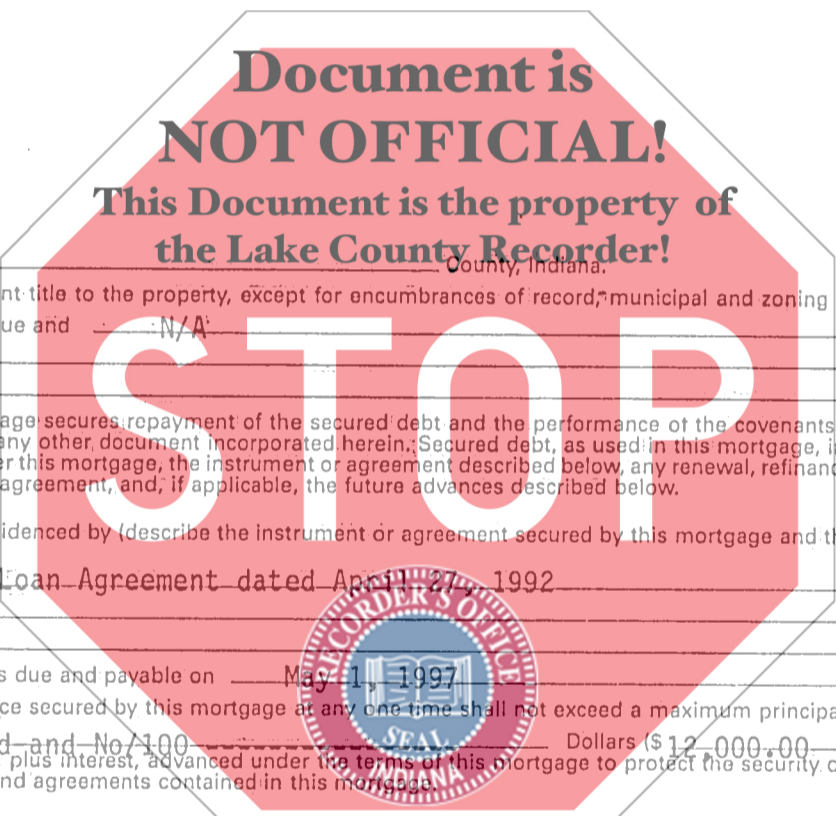 Document is
NOT OFFICIAL!
This Document is the property of
the Lake County Recorder!
County, Indiana.
nt title to the property, except for encumbrances of record, municipal and zoning
ue and N/A
STOP
age secures repayment of the secured debt and the performance of the covenants
any other document incorporated herein. Secured debt, as used in this mortgage, i
r this mortgage, the instrument or agreement described below, any renewal, refinanc
agreement, and, if applicable, the future advances described below.
idenced by (describe the instrument or agreement secured by this mortgage and th
Loan Agreement dated April 27, 1992
RECORDER'S OFFICE
s due and payable on May 1, 1997
ce secured by this mortgage at any one time shall not exceed a maximum principa
SEAL
d and No/100 Dollars ($ 12,000.00
plus interest, advanced under the terms of this mortgage to protect the security o
INDIANA
nd agreements contained in this mortgage.